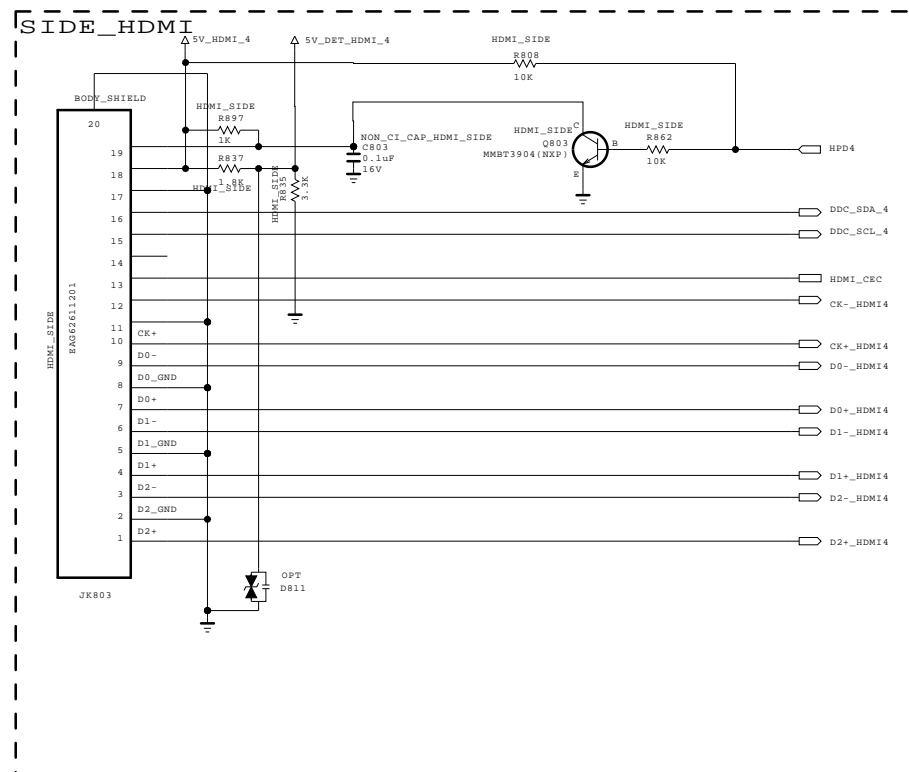 SIDE_HDMI
5V_HDMI_4
5V_DET_HDMI_4
HDMI_SIDE
R808
10K
BODY_SHIELD
20
HDMI_SIDE
R897
1K
NON_CI_CAP_HDMI_SIDE
C803
0.1uF
16V
HDMI_SIDE
Q803
MMBT3904(NXP)
C
B
E
HDMI_SIDE
R862
10K
HPD4
R837
1.8K
HDMI_SIDE
HDMI_SIDE
R835
3.3K
19
18
17
16
DDC_SDA_4
15
DDC_SCL_4
14
13
HDMI_CEC
12
CK-_HDMI4
11
10
CK+
CK+_HDMI4
9
D0-
D0-_HDMI4
8
D0_GND
7
D0+
D0+_HDMI4
6
D1-
D1-_HDMI4
5
D1_GND
4
D1+
D1+_HDMI4
3
D2-
D2-_HDMI4
2
D2_GND
1
D2+
D2+_HDMI4
HDMI_SIDE
EAG62611201
JK803
OPT
D811